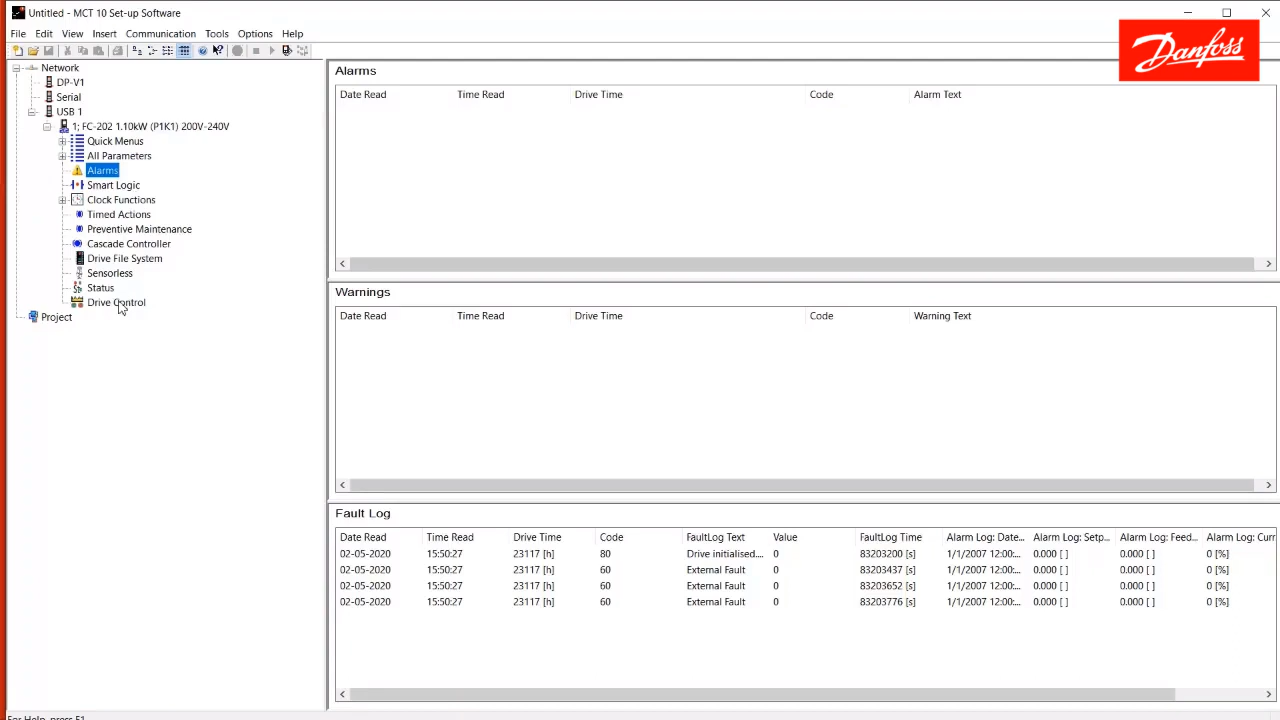 Untitled - MCT 10 Set-up Software
File Edit View Insert Communication Tools Options Help
Danfoss
Network
DP-V1
Serial
USB 1
1; FC-202 1.10kW (P1K1) 200V-240V
Quick Menus
All Parameters
Alarms
Smart Logic
Clock Functions
Timed Actions
Preventive Maintenance
Cascade Controller
Drive File System
Sensorless
Status
Drive Control
Project
Alarms
Date Read Time Read Drive Time Code Alarm Text
Warnings
Date Read Time Read Drive Time Code Warning Text
Fault Log
Date Read Time Read Drive Time Code FaultLog Text Value FaultLog Time Alarm Log: Date... Alarm Log: Setp... Alarm Log: Feed... Alarm Log: Curr
02-05-2020 15:50:27 23117 [h] 80 Drive initialised.... 0 83203200 [s] 1/1/2007 12:00:... 0.000 [ ] 0.000 [ ] 0 [%]
02-05-2020 15:50:27 23117 [h] 60 External Fault 0 83203437 [s] 1/1/2007 12:00:... 0.000 [ ] 0.000 [ ] 0 [%]
02-05-2020 15:50:27 23117 [h] 60 External Fault 0 83203652 [s] 1/1/2007 12:00:... 0.000 [ ] 0.000 [ ] 0 [%]
02-05-2020 15:50:27 23117 [h] 60 External Fault 0 83203776 [s] 1/1/2007 12:00:... 0.000 [ ] 0.000 [ ] 0 [%]
For Help, press F1